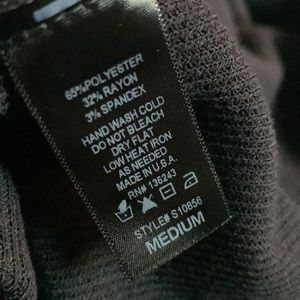 65%POLYESTER
32% RAYON
3% SPANDEX
HAND WASH COLD
DO NOT BLEACH
DRY FLAT
LOW HEAT IRON
AS NEEDED
MADE IN U.S.A.
RN# 136243
STYLE# S10856
MEDIUM